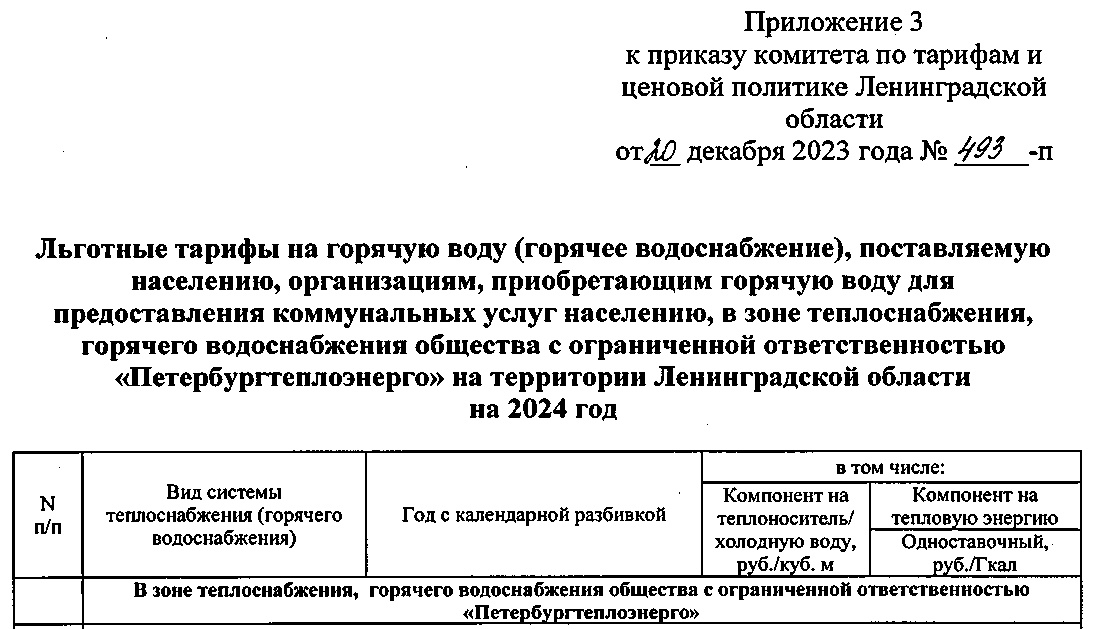 Приложение 3
к приказу комитета по тарифам и
ценовой политике Ленинградской
области
от 20 декабря 2023 года № 493-п
Льготные тарифы на горячую воду (горячее водоснабжение), поставляемую
населению, организациям, приобретающим горячую воду для
предоставления коммунальных услуг населению, в зоне теплоснабжения,
горячего водоснабжения общества с ограниченной ответственностью
«Петербургтеплоэнерго» на территории Ленинградской области
на 2024 год
N
п/п
Вид системы
теплоснабжения (горячего
водоснабжения)
Год с календарной разбивкой
в том числе:
Компонент на
теплоноситель/
холодную воду,
руб./куб. м
Компонент на
тепловую энергию
Одноставочный,
руб./Гкал
В зоне теплоснабжения, горячего водоснабжения общества с ограниченной ответственностью
«Петербургтеплоэнерго»